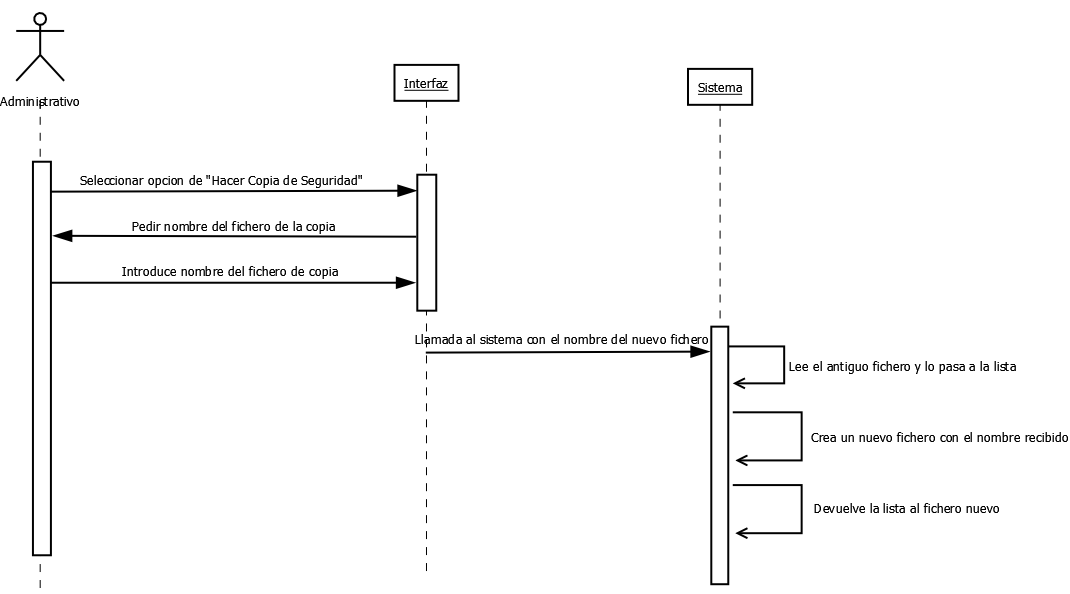 Administrativo
Interfaz
Sistema
Seleccionar opcion de "Hacer Copia de Seguridad"
Pedir nombre del fichero de la copia
Introduce nombre del fichero de copia
Llamada al sistema con el nombre del nuevo fichero
Lee el antiguo fichero y lo pasa a la lista
Crea un nuevo fichero con el nombre recibido
Devuelve la lista al fichero nuevo